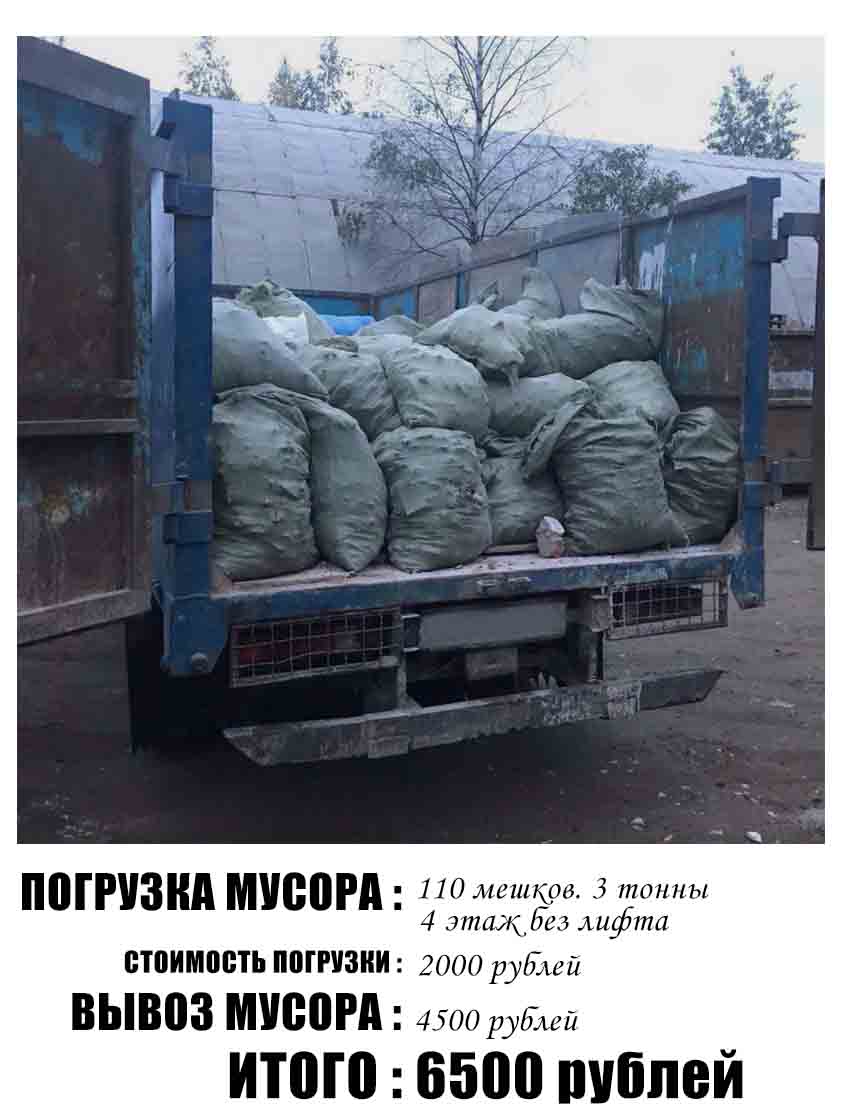 ПОГРУЗКА МУСОРА : 110 мешков. 3 тонны
4 этаж без лифта
СТОИМОСТЬ ПОГРУЗКИ : 2000 рублей
ВЫВОЗ МУСОРА : 4500 рублей
ИТОГО : 6500 рублей